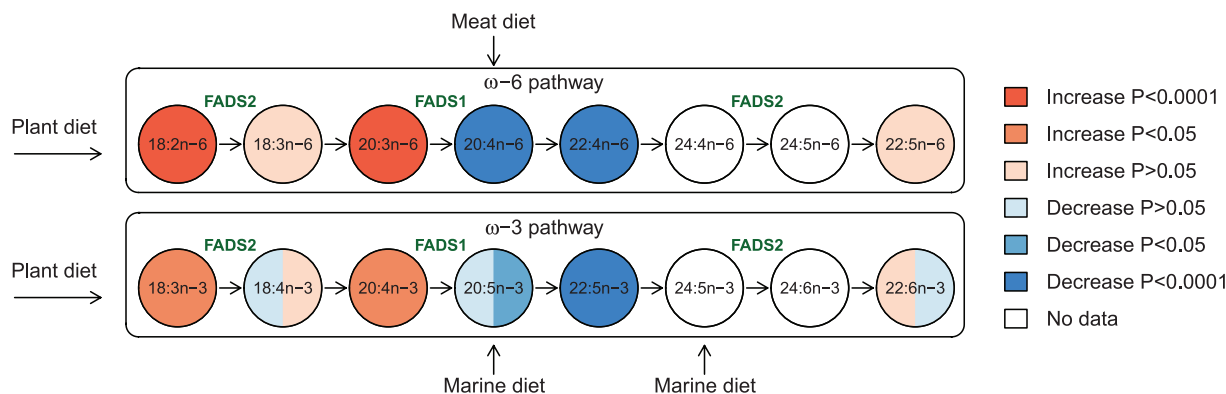 Meat diet
ω−6 pathway
FADS2 FADS1 FADS2
Plant diet
18:2n−6 18:3n−6 20:3n−6 20:4n−6 22:4n−6 24:4n−6 24:5n−6 22:5n−6
ω−3 pathway
FADS2 FADS1 FADS2
Plant diet
18:3n−3 18:4n−3 20:4n−3 20:5n−3 22:5n−3 24:5n−3 24:6n−3 22:6n−3
Marine diet Marine diet
Increase P<0.0001
Increase P<0.05
Increase P>0.05
Decrease P>0.05
Decrease P<0.05
Decrease P<0.0001
No data